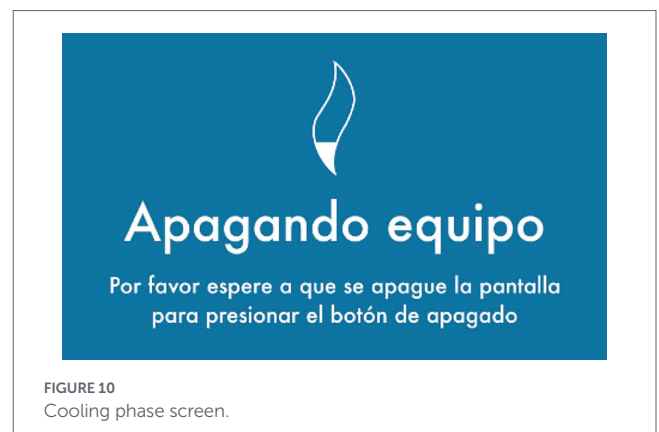 Apagando equipo
Por favor espere a que se apague la pantalla
para presionar el botón de apagado
FIGURE 10
Cooling phase screen.